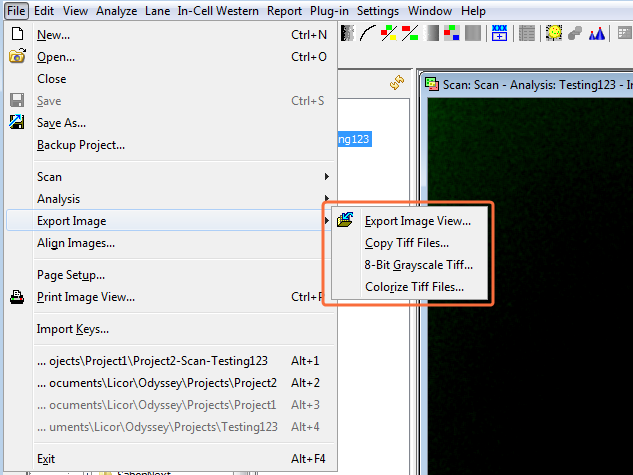 File Edit View Analyze Lane In-Cell Western Report Plug-in Settings Window Help
New... Ctrl+N
Open... Ctrl+O
Close
Save Ctrl+S
Save As...
Backup Project...
Scan
Analysis
Export Image
Align Images...
Page Setup...
Print Image View...
Import Keys...
... ojects\Project1\Project2-Scan-Testing123 Alt+1
... ocuments\Licor\Odyssey\Projects\Project2 Alt+2
... ocuments\Licor\Odyssey\Projects\Project1 Alt+3
... uments\Licor\Odyssey\Projects\Testing123 Alt+4
Exit Alt+F4
Export Image View...
Copy Tiff Files...
8-Bit Grayscale Tiff...
Colorize Tiff Files...
ng123
Scan: Scan - Analysis: Testing123 - I